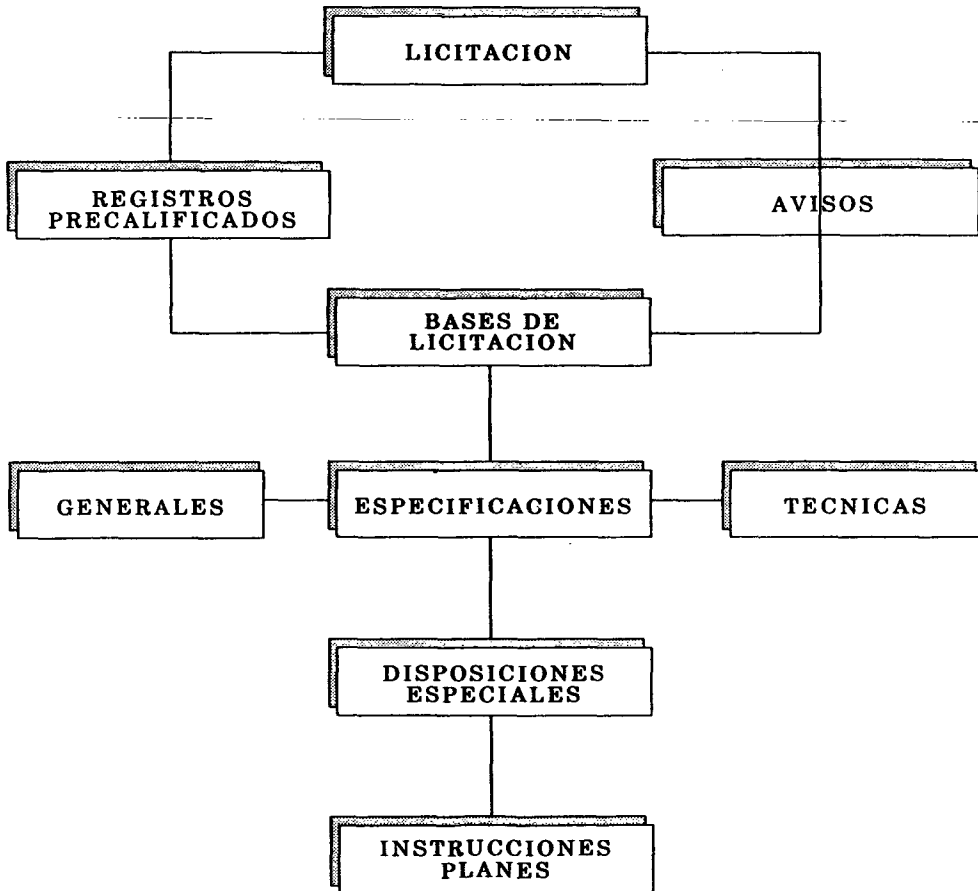 LICITACION
REGISTROS
PRECALIFICADOS
AVISOS
BASES DE
LICITACION
GENERALES
ESPECIFICACIONES
TECNICAS
DISPOSICIONES
ESPECIALES
INSTRUCCIONES
PLANES